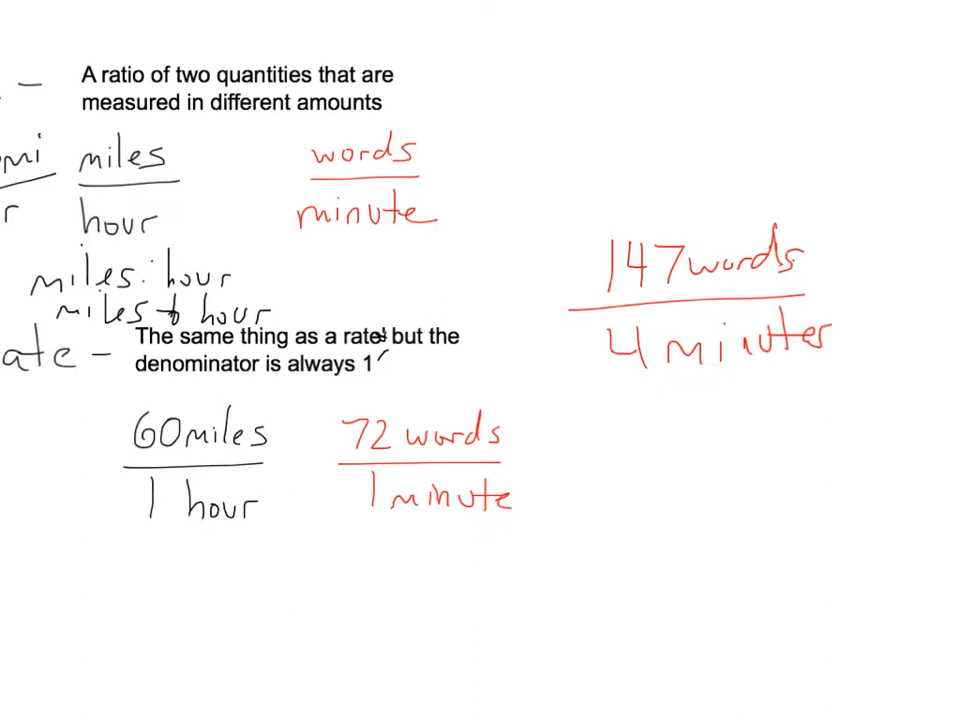 A ratio of two quantities that are
measured in different amounts
mi miles
r hour
words
minute
miles : hour
miles to hour
147 words
4 minutes
ate - The same thing as a rate but the
denominator is always 1
60 miles
1 hour
72 words
1 minute